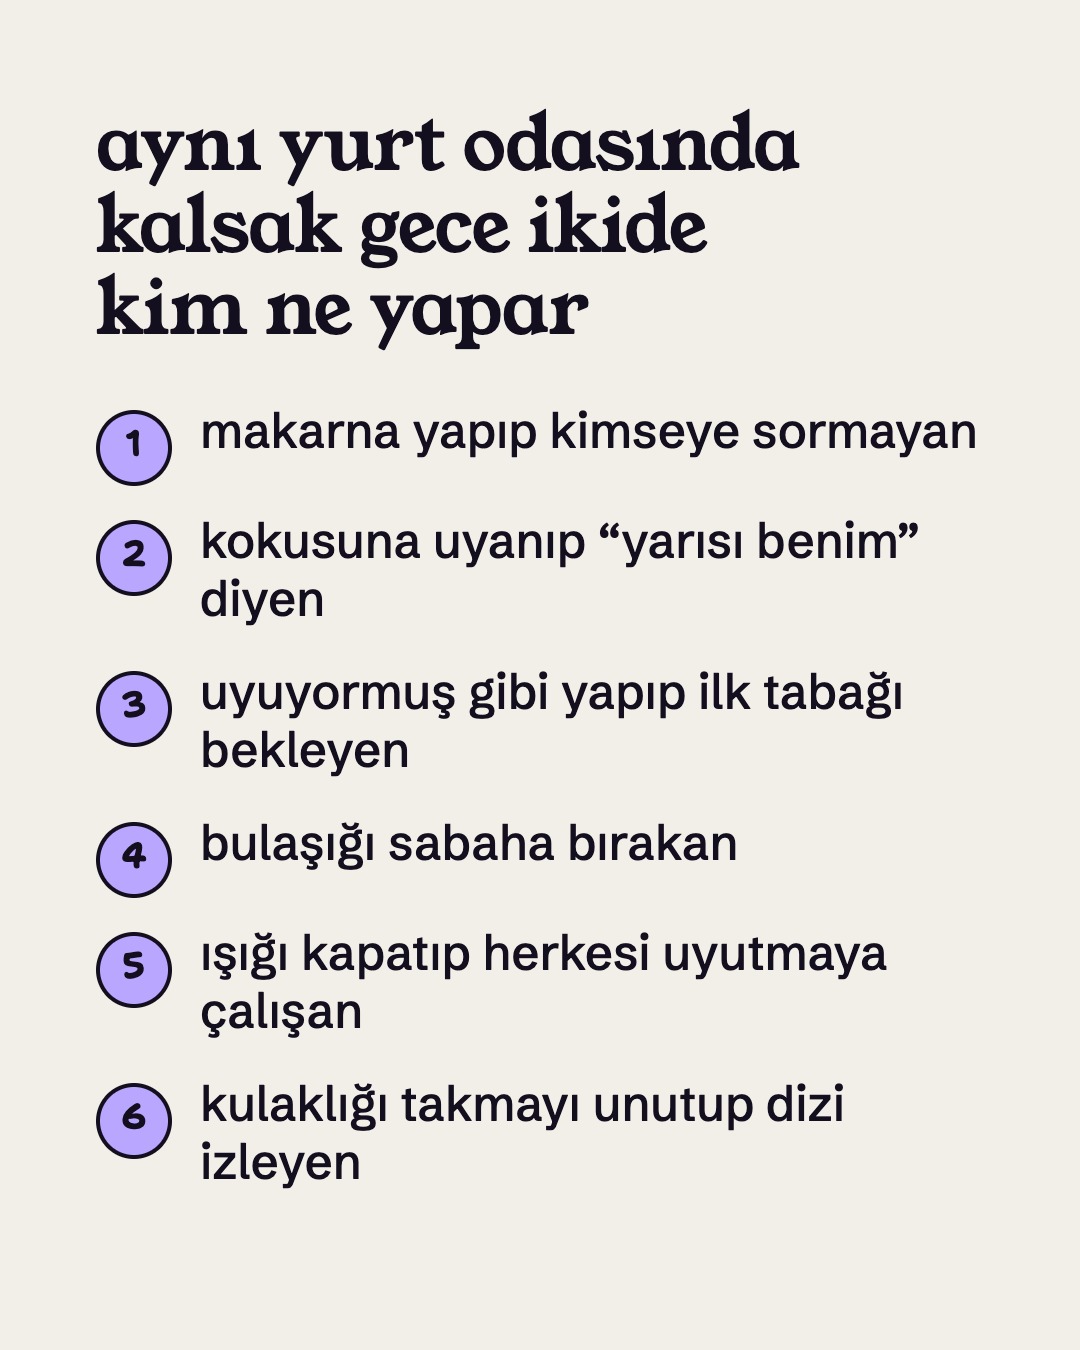 aynı yurt odasında
kalsak gece ikide
kim ne yapar
1 makarna yapıp kimseye sormayan
2 kokusuna uyanıp “yarısı benim”
diyen
3 uyuyormuş gibi yapıp ilk tabağı
bekleyen
4 bulaşığı sabaha bırakan
5 ışığı kapatıp herkesi uyutmaya
çalışan
6 kulaklığı takmayı unutup dizi
izleyen